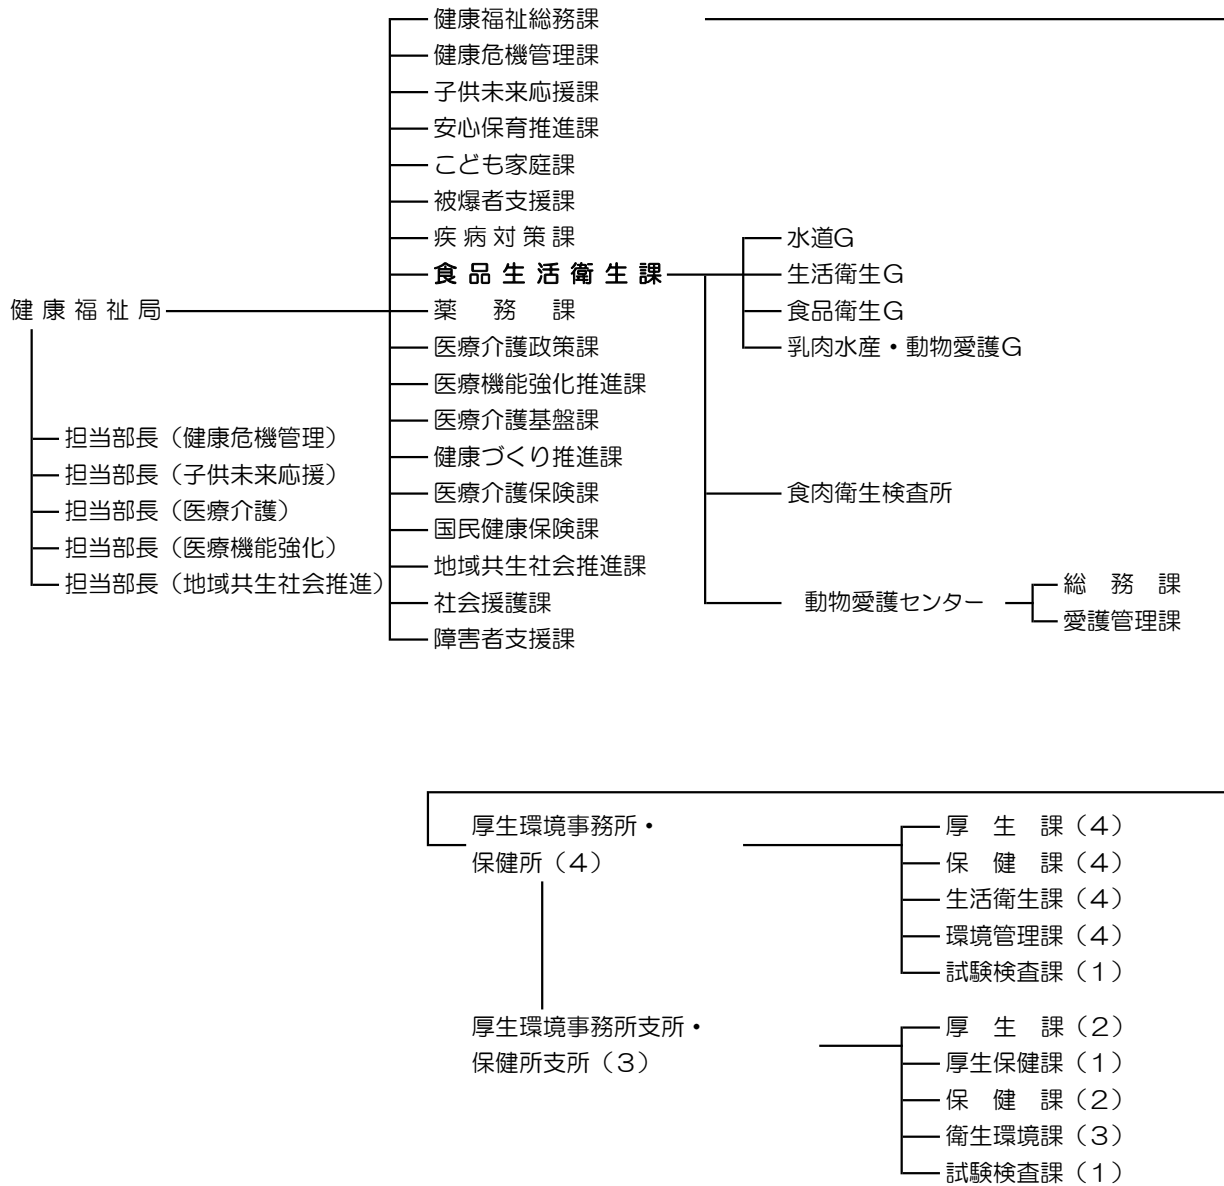 健康福祉総務課
健康危機管理課
子供未来応援課
安心保育推進課
こども家庭課
被爆者支援課
疾病対策課
食品生活衛生課
薬　務　課
医療介護政策課
医療機能強化推進課
医療介護基盤課
健康づくり推進課
医療介護保険課
国民健康保険課
地域共生社会推進課
社会援護課
障害者支援課
健康福祉局
担当部長（健康危機管理）
担当部長（子供未来応援）
担当部長（医療介護）
担当部長（医療機能強化）
担当部長（地域共生社会推進）
水道G
生活衛生G
食品衛生G
乳肉水産・動物愛護G
食肉衛生検査所
動物愛護センター
総　務　課
愛護管理課
厚生環境事務所・
保健所（４）
厚　生　課（４）
保　健　課（４）
生活衛生課（４）
環境管理課（４）
試験検査課（１）
厚生環境事務所支所・
保健所支所（３）
厚　生　課（２）
厚生保健課（１）
保　健　課（２）
衛生環境課（３）
試験検査課（１）